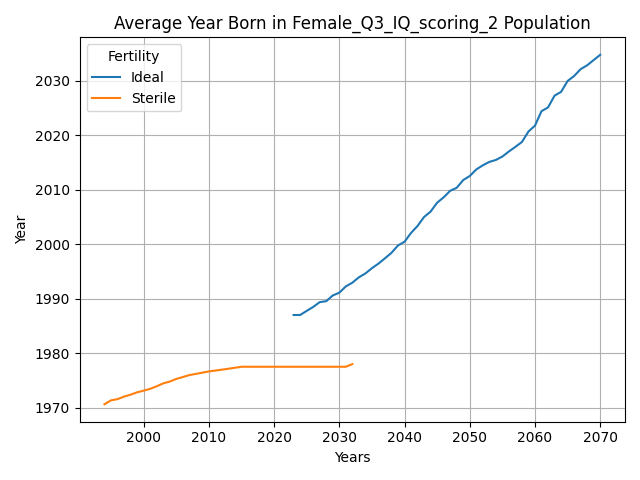 Average Year Born in Female_Q3_IQ_scoring_2 Population
Fertility
Ideal
Sterile
Year
2030
2020
2010
2000
1990
1980
1970
2000 2010 2020 2030 2040 2050 2060 2070
Years